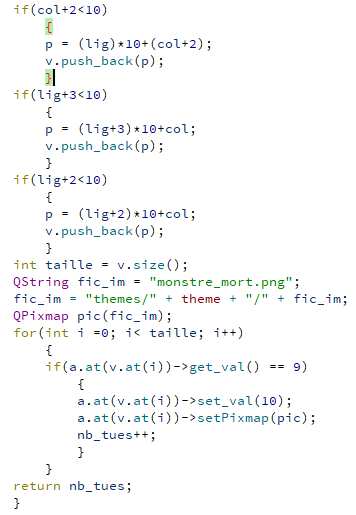 if(col+2<10)
{
p = (lig)*10+(col+2);
v.push_back(p);
}
if(lig+3<10)
{
p = (lig+3)*10+col;
v.push_back(p);
}
if(lig+2<10)
{
p = (lig+2)*10+col;
v.push_back(p);
}
int taille = v.size();
QString fic_im = "monstre_mort.png";
fic_im = "themes/" + theme + "/" + fic_im;
QPixmap pic(fic_im);
for(int i =0; i< taille; i++)
{
if(a.at(v.at(i))->get_val() == 9)
{
a.at(v.at(i))->set_val(10);
a.at(v.at(i))->setPixmap(pic);
nb_tues++;
}
}
return nb_tues;
}